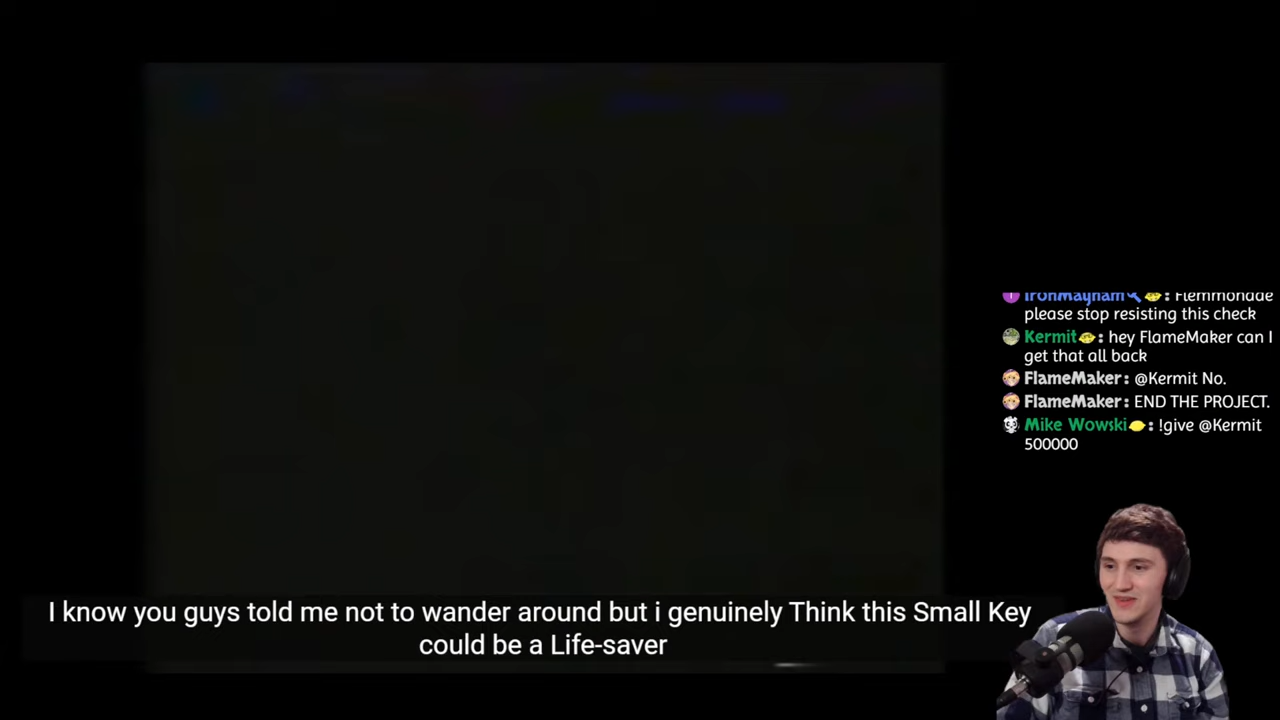 IronMayham: Flemmonade
please stop resisting this check
Kermit: hey FlameMaker can I
get that all back
FlameMaker: @Kermit No.
FlameMaker: END THE PROJECT.
Mike Wowski: !give @Kermit
500000
I know you guys told me not to wander around but i genuinely Think this Small Key
could be a Life-saver